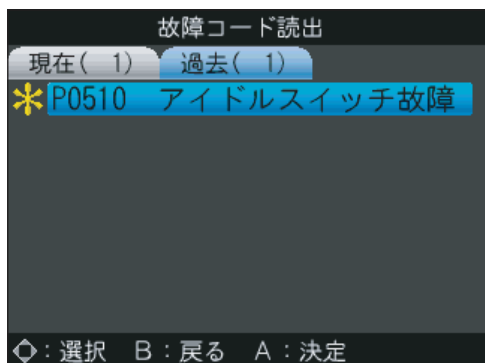 故障コード読出
現在( 1) 過去( 1)
P0510 アイドルスイッチ故障
:選択 B:戻る A:決定